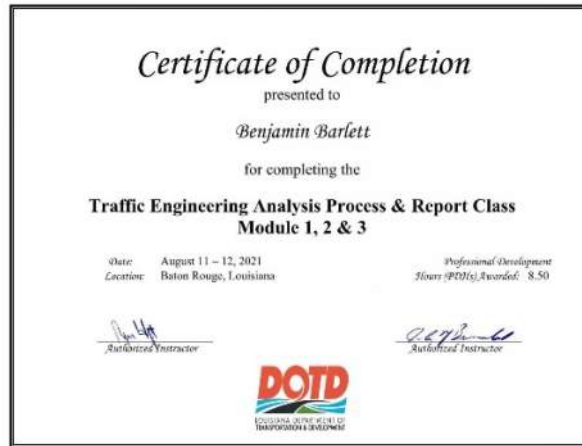 Certificate of Completion
presented to
Benjamin Barlett
for completing the
Traffic Engineering Analysis Process & Report Class
Module 1, 2 & 3
Date: August 11 – 12, 2021
Location: Baton Rouge, Louisiana
Professional Development
Hours (PDHs) Awarded: 8.50
Authorized Instructor
Authorized Instructor
DOTD
LOUISIANA DEPARTMENT OF
TRANSPORTATION & DEVELOPMENT